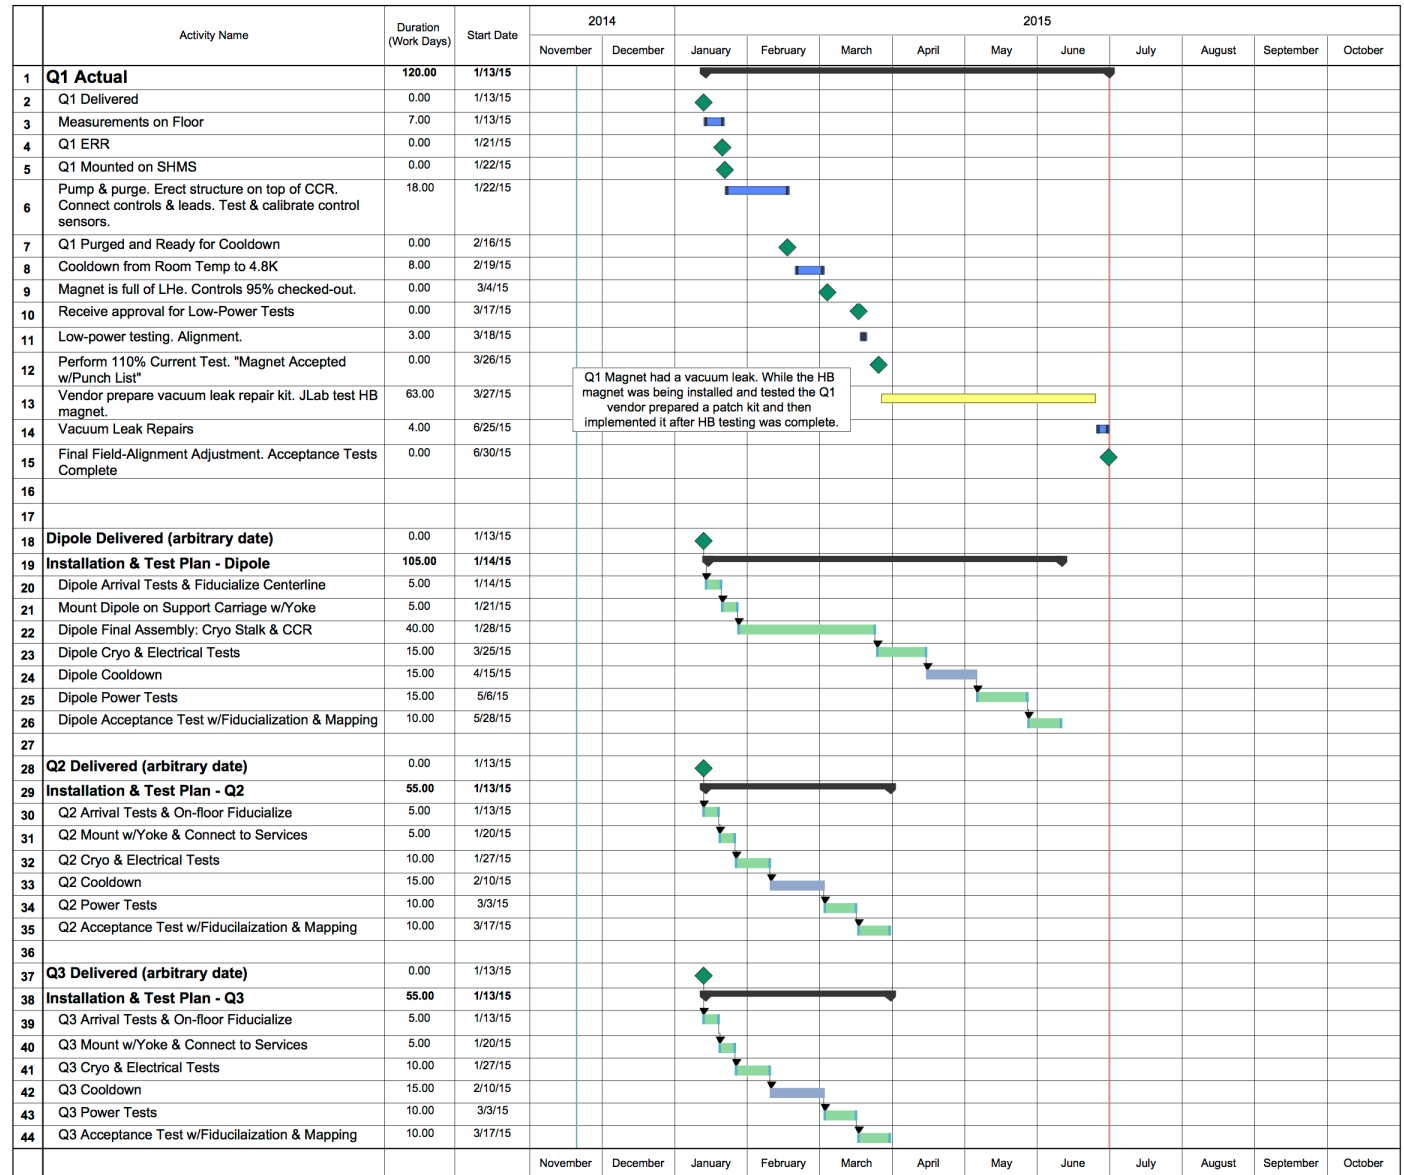 2014 2015
Activity Name Duration (Work Days) Start Date November December January February March April May June July August September October
1 Q1 Actual 120.00 1/13/15
2 Q1 Delivered 0.00 1/13/15
3 Measurements on Floor 7.00 1/13/15
4 Q1 ERR 0.00 1/21/15
5 Q1 Mounted on SHMS 0.00 1/22/15
6 Pump & purge. Erect structure on top of CCR. 18.00 1/22/15
Connect controls & leads. Test & calibrate control
sensors.
7 Q1 Purged and Ready for Cooldown 0.00 2/16/15
8 Cooldown from Room Temp to 4.8K 8.00 2/19/15
9 Magnet is full of LHe. Controls 95% checked-out. 0.00 3/4/15
10 Receive approval for Low-Power Tests 0.00 3/17/15
11 Low-power testing. Alignment. 3.00 3/18/15
12 Perform 110% Current Test. "Magnet Accepted 0.00 3/26/15
w/Punch List"
Q1 Magnet had a vacuum leak. While the HB
magnet was being installed and tested the Q1
vendor prepared a patch kit and then
implemented it after HB testing was complete.
13 Vendor prepare vacuum leak repair kit. JLab test HB 63.00 3/27/15
magnet.
14 Vacuum Leak Repairs 4.00 6/25/15
15 Final Field-Alignment Adjustment. Acceptance Tests 0.00 6/30/15
Complete
16
17
18 Dipole Delivered (arbitrary date) 0.00 1/13/15
19 Installation & Test Plan - Dipole 105.00 1/14/15
20 Dipole Arrival Tests & Fiducialize Centerline 5.00 1/14/15
21 Mount Dipole on Support Carriage w/Yoke 5.00 1/21/15
22 Dipole Final Assembly: Cryo Stalk & CCR 40.00 1/28/15
23 Dipole Cryo & Electrical Tests 15.00 3/25/15
24 Dipole Cooldown 15.00 4/15/15
25 Dipole Power Tests 15.00 5/6/15
26 Dipole Acceptance Test w/Fiducialization & Mapping 10.00 5/28/15
27
28 Q2 Delivered (arbitrary date) 0.00 1/13/15
29 Installation & Test Plan - Q2 55.00 1/13/15
30 Q2 Arrival Tests & On-floor Fiducialize 5.00 1/13/15
31 Q2 Mount w/Yoke & Connect to Services 5.00 1/20/15
32 Q2 Cryo & Electrical Tests 10.00 1/27/15
33 Q2 Cooldown 15.00 2/10/15
34 Q2 Power Tests 10.00 3/3/15
35 Q2 Acceptance Test w/Fiducilaization & Mapping 10.00 3/17/15
36
37 Q3 Delivered (arbitrary date) 0.00 1/13/15
38 Installation & Test Plan - Q3 55.00 1/13/15
39 Q3 Arrival Tests & On-floor Fiducialize 5.00 1/13/15
40 Q3 Mount w/Yoke & Connect to Services 5.00 1/20/15
41 Q3 Cryo & Electrical Tests 10.00 1/27/15
42 Q3 Cooldown 15.00 2/10/15
43 Q3 Power Tests 10.00 3/3/15
44 Q3 Acceptance Test w/Fiducilaization & Mapping 10.00 3/17/15
November December January February March April May June July August September October